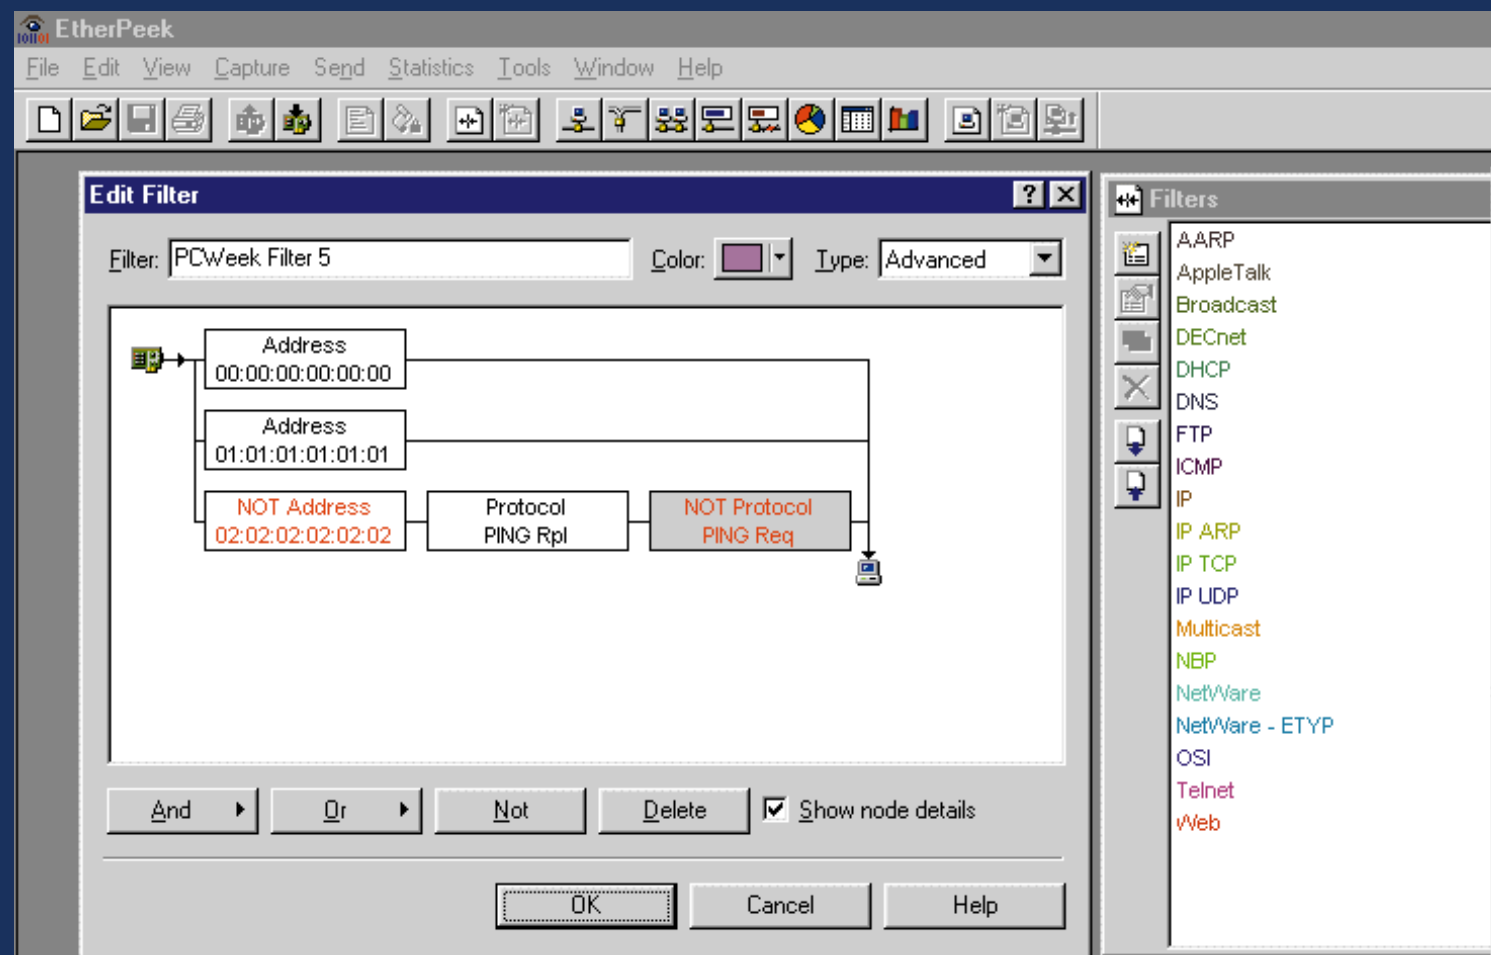 EtherPeek
File Edit View Capture Send Statistics Tools Window Help
Edit Filter
Filter: PCWeek Filter 5 Color: Type: Advanced
Address
00:00:00:00:00:00
Address
01:01:01:01:01:01
NOT Address
02:02:02:02:02:02
Protocol
PING Rpl
NOT Protocol
PING Req
And Or Not Delete Show node details
OK Cancel Help
Filters
AARP
AppleTalk
Broadcast
DECnet
DHCP
DNS
FTP
ICMP
IP
IP ARP
IP TCP
IP UDP
Multicast
NBP
NetWare
NetWare - ETYP
OSI
Telnet
Web